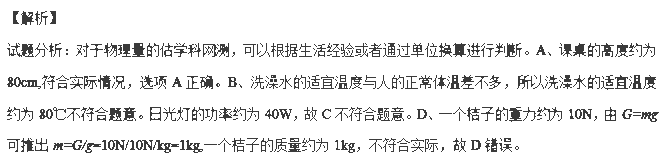 【解析】
试题分析：对于物理量的估学科网测，可以根据生活经验或者通过单位换算进行判断。A、课桌的高度约为
80cm,符合实际情况，选项 A 正确。B、洗澡水的适宜温度与人的正常体温差不多，所以洗澡水的适宜温度
约为 80℃不符合题意。日光灯的功率约为 40W，故 C 不符合题意。D、一个桔子的重力约为 10N，由 G=mg
可推出 m=G/g=10N/10N/kg=1kg,一个桔子的质量约为 1kg，不符合实际，故 D 错误。